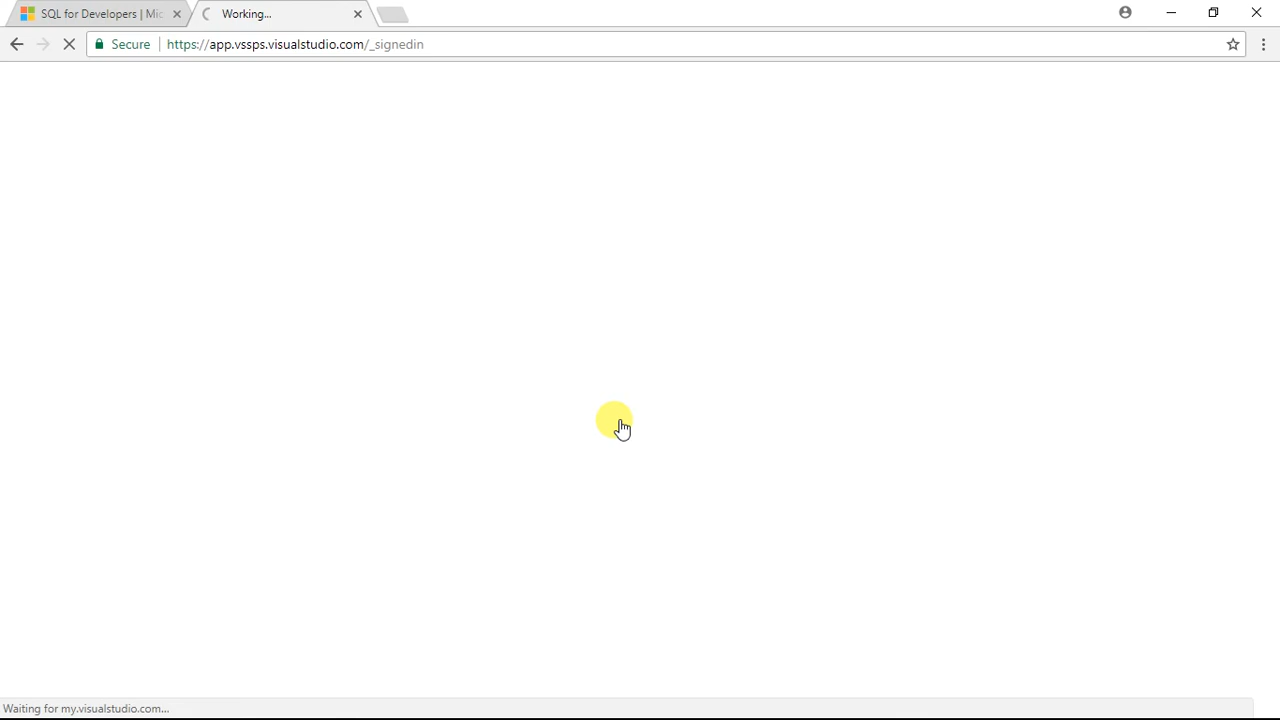 SQL for Developers | Mic
Working...
Secure
https://app.vssps.visualstudio.com/_signedin
Waiting for my.visualstudio.com...